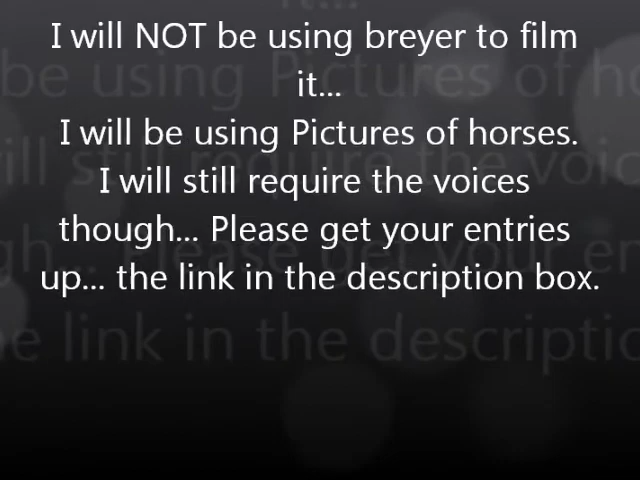 I will NOT be using breyer to film
it...
I will be using Pictures of horses.
I will still require the voices
though... Please get your entries
up... the link in the description box.